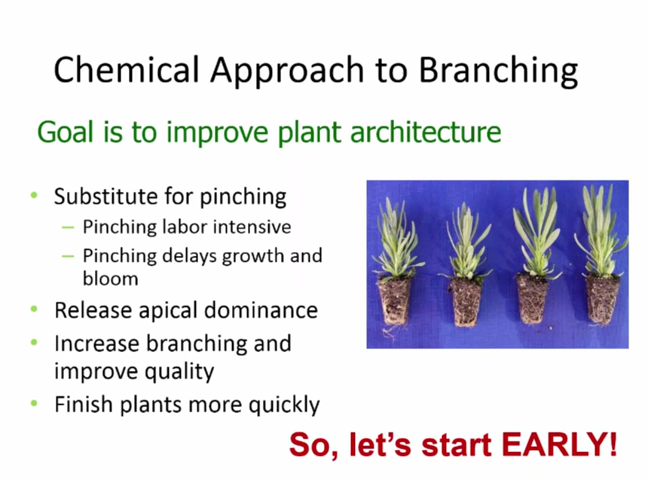 Chemical Approach to Branching
Goal is to improve plant architecture
• Substitute for pinching
– Pinching labor intensive
– Pinching delays growth and
bloom
• Release apical dominance
• Increase branching and
improve quality
• Finish plants more quickly
So, let's start EARLY!